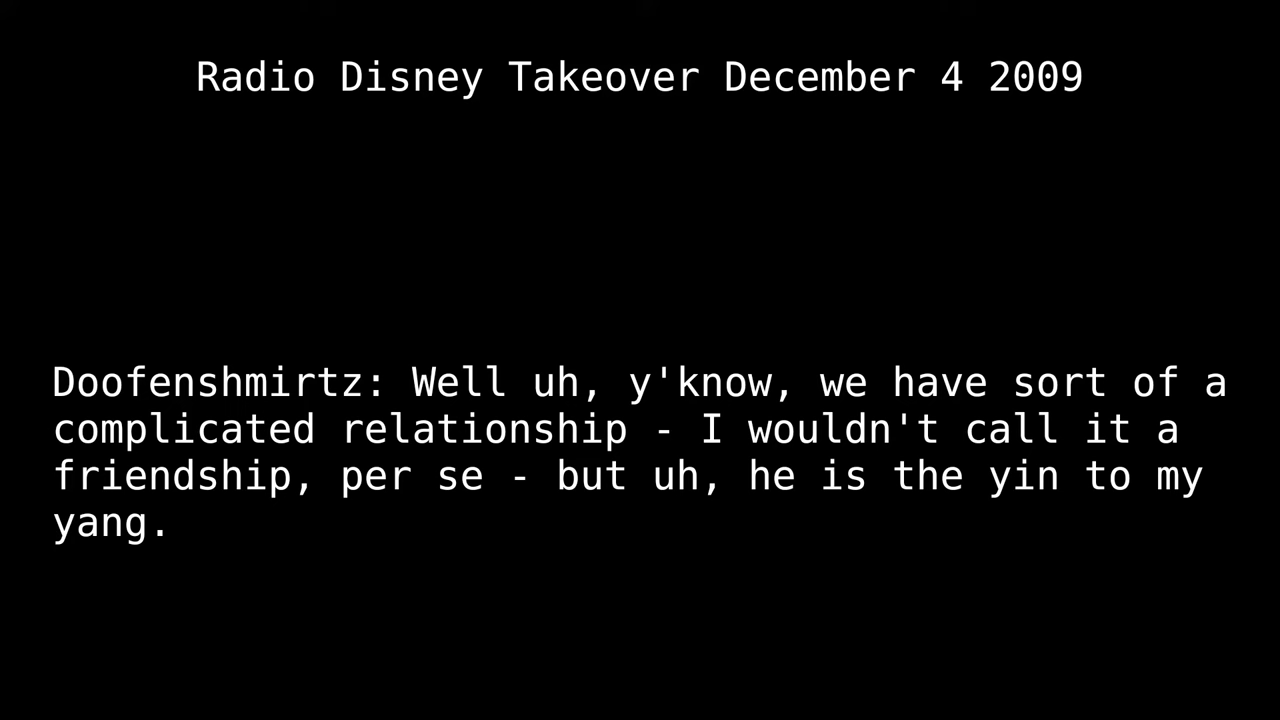 Radio Disney Takeover December 4 2009
Doofenshmirtz: Well uh, y'know, we have sort of a
complicated relationship - I wouldn't call it a
friendship, per se - but uh, he is the yin to my
yang.